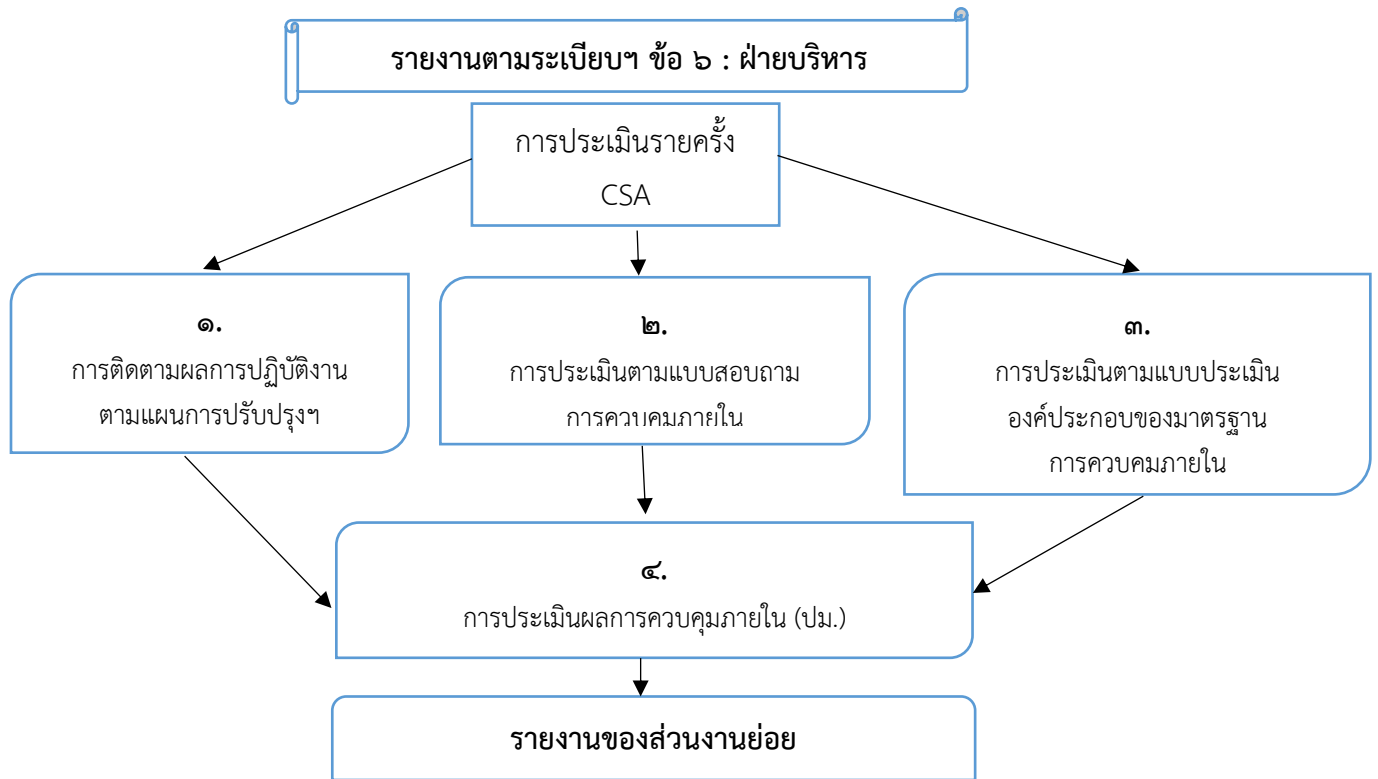 รายงานตามระเบียบฯ ข้อ ๖ : ฝ่ายบริหาร
การประเมินรายครั้ง
CSA
๑.
การติดตามผลการปฏิบัติงาน
ตามแผนการปรับปรุงฯ
๒.
การประเมินตามแบบสอบถาม
การควบคุมภายใน
๓.
การประเมินตามแบบประเมิน
องค์ประกอบของมาตรฐาน
การควบคุมภายใน
๔.
การประเมินผลการควบคุมภายใน (ปม.)
รายงานของส่วนงานย่อย